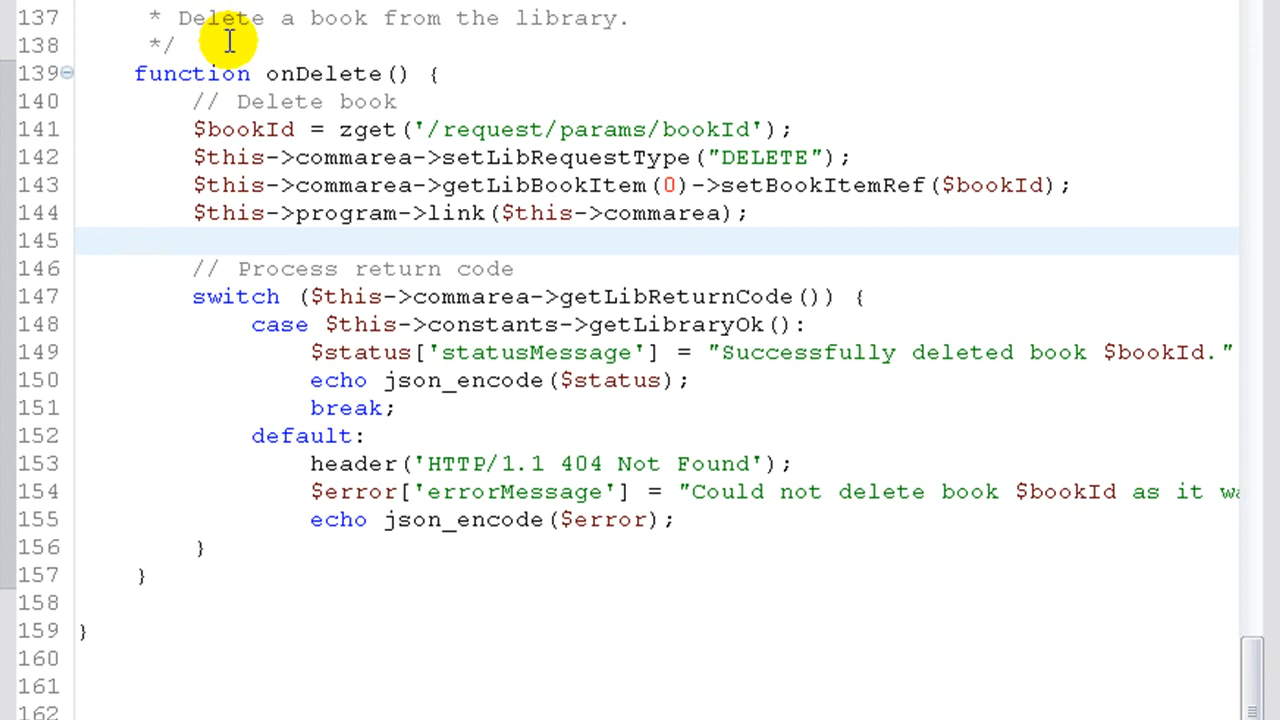 137 * Delete a book from the library.
138 */
139 function onDelete() {
140 // Delete book
141 $bookId = zget('/request/params/bookId');
142 $this->commarea->setLibRequestType("DELETE");
143 $this->commarea->getLibBookItem(0)->setBookItemRef($bookId);
144 $this->program->link($this->commarea);
145
146 // Process return code
147 switch ($this->commarea->getLibReturnCode()) {
148 case $this->constants->getLibraryOk():
149 $status['statusMessage'] = "Successfully deleted book $bookId."
150 echo json_encode($status);
151 break;
152 default:
153 header('HTTP/1.1 404 Not Found');
154 $error['errorMessage'] = "Could not delete book $bookId as it
155 echo json_encode($error);
156 }
157 }
158
159 }
160
161
162